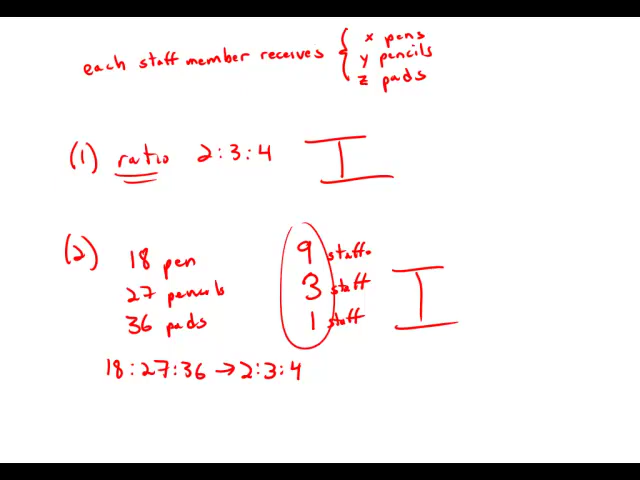 each staff member receives { x pens
y pencils
z pads
(1) ratio 2:3:4 I
(2) 18 pen 9 staff
27 pencils 3 staff I
36 pads 1 staff
18:27:36 → 2:3:4